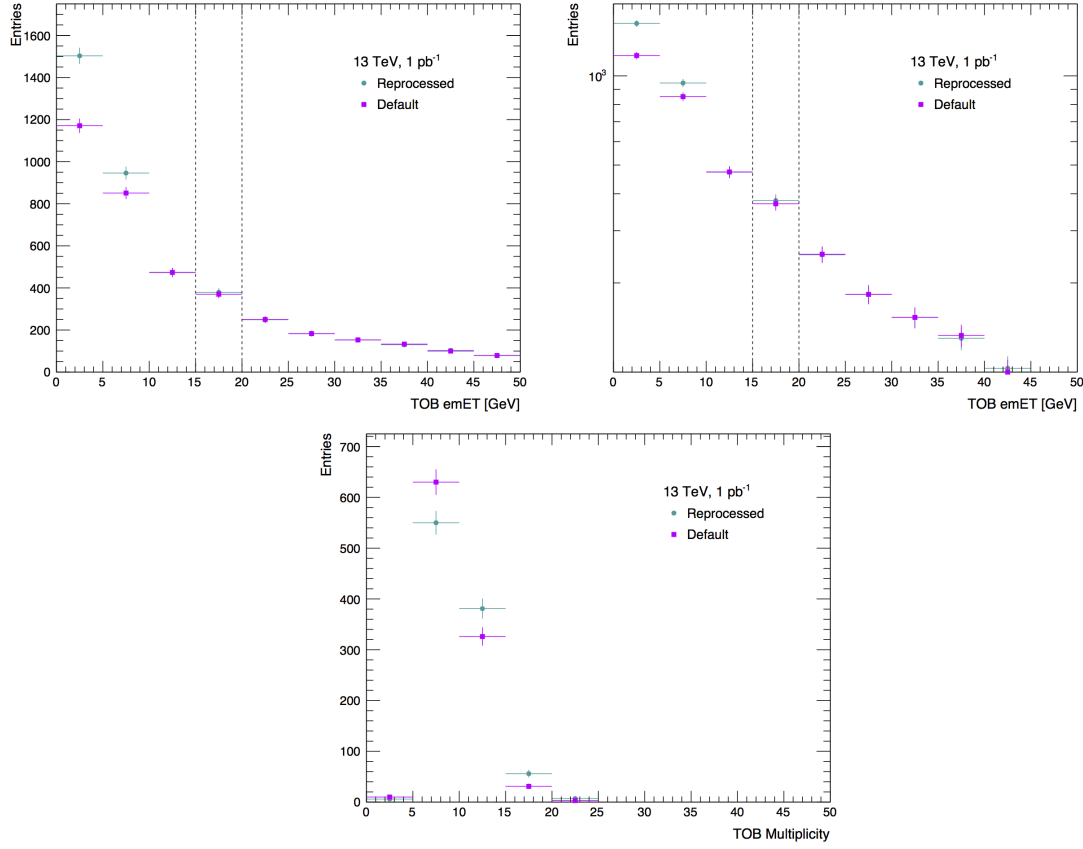 Entries
1600
1400
1200
1000
800
600
400
200
0
13 TeV, 1 pb⁻¹
Reprocessed
Default
0 5 10 15 20 25 30 35 40 45 50
TOB emET [GeV]
Entries
10³
13 TeV, 1 pb⁻¹
Reprocessed
Default
0 5 10 15 20 25 30 35 40 45 50
TOB emET [GeV]
Entries
700
600
500
400
300
200
100
0
13 TeV, 1 pb⁻¹
Reprocessed
Default
0 5 10 15 20 25 30 35 40 45 50
TOB Multiplicity